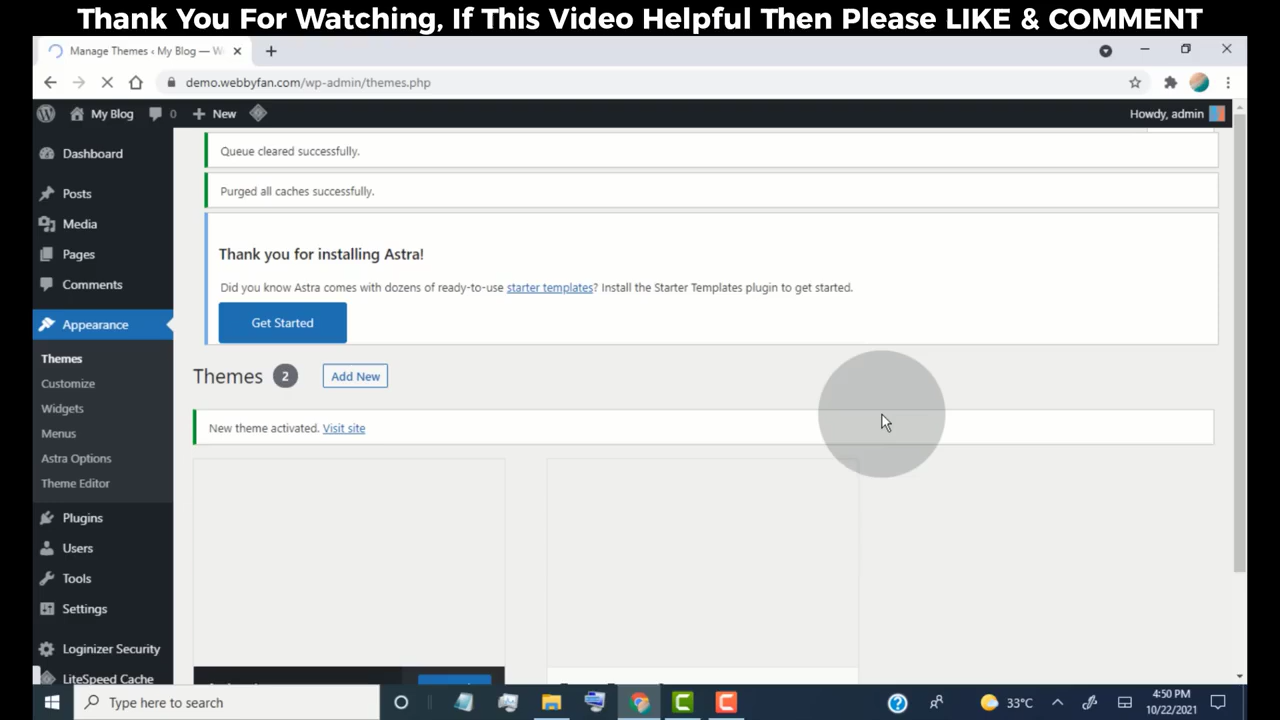 Thank You For Watching, If This Video Helpful Then Please LIKE & COMMENT
Manage Themes ‹ My Blog — W
demo.webbyfan.com/wp-admin/themes.php
My Blog 0 New
Howdy, admin
Dashboard
Posts
Media
Pages
Comments
Appearance
Themes
Customize
Widgets
Menus
Astra Options
Theme Editor
Plugins
Users
Tools
Settings
Loginizer Security
LiteSpeed Cache
Queue cleared successfully.
Purged all caches successfully.
Thank you for installing Astra!
Did you know Astra comes with dozens of ready-to-use starter templates? Install the Starter Templates plugin to get started.
Get Started
Themes 2 Add New
New theme activated. Visit site
Type here to search
33°C
4:50 PM
10/22/2021